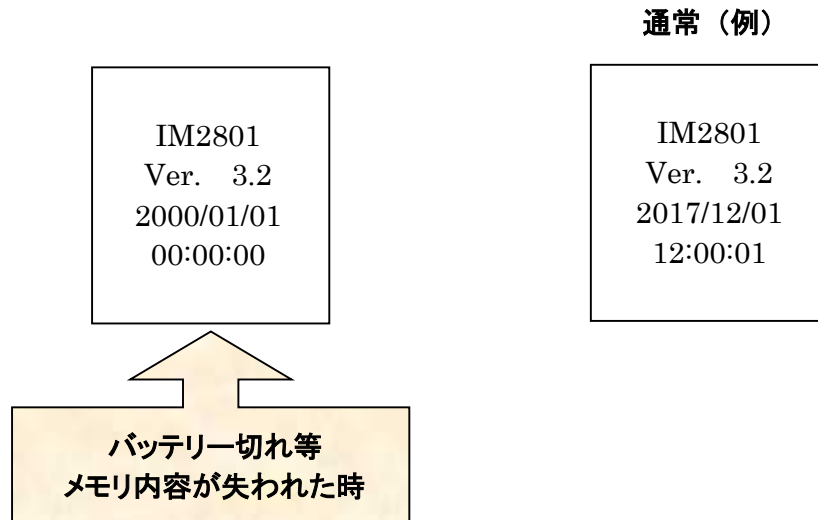 通常（例）
IM2801
Ver.　3.2
2000/01/01
00:00:00
IM2801
Ver.　3.2
2017/12/01
12:00:01
バッテリー切れ等
メモリ内容が失われた時